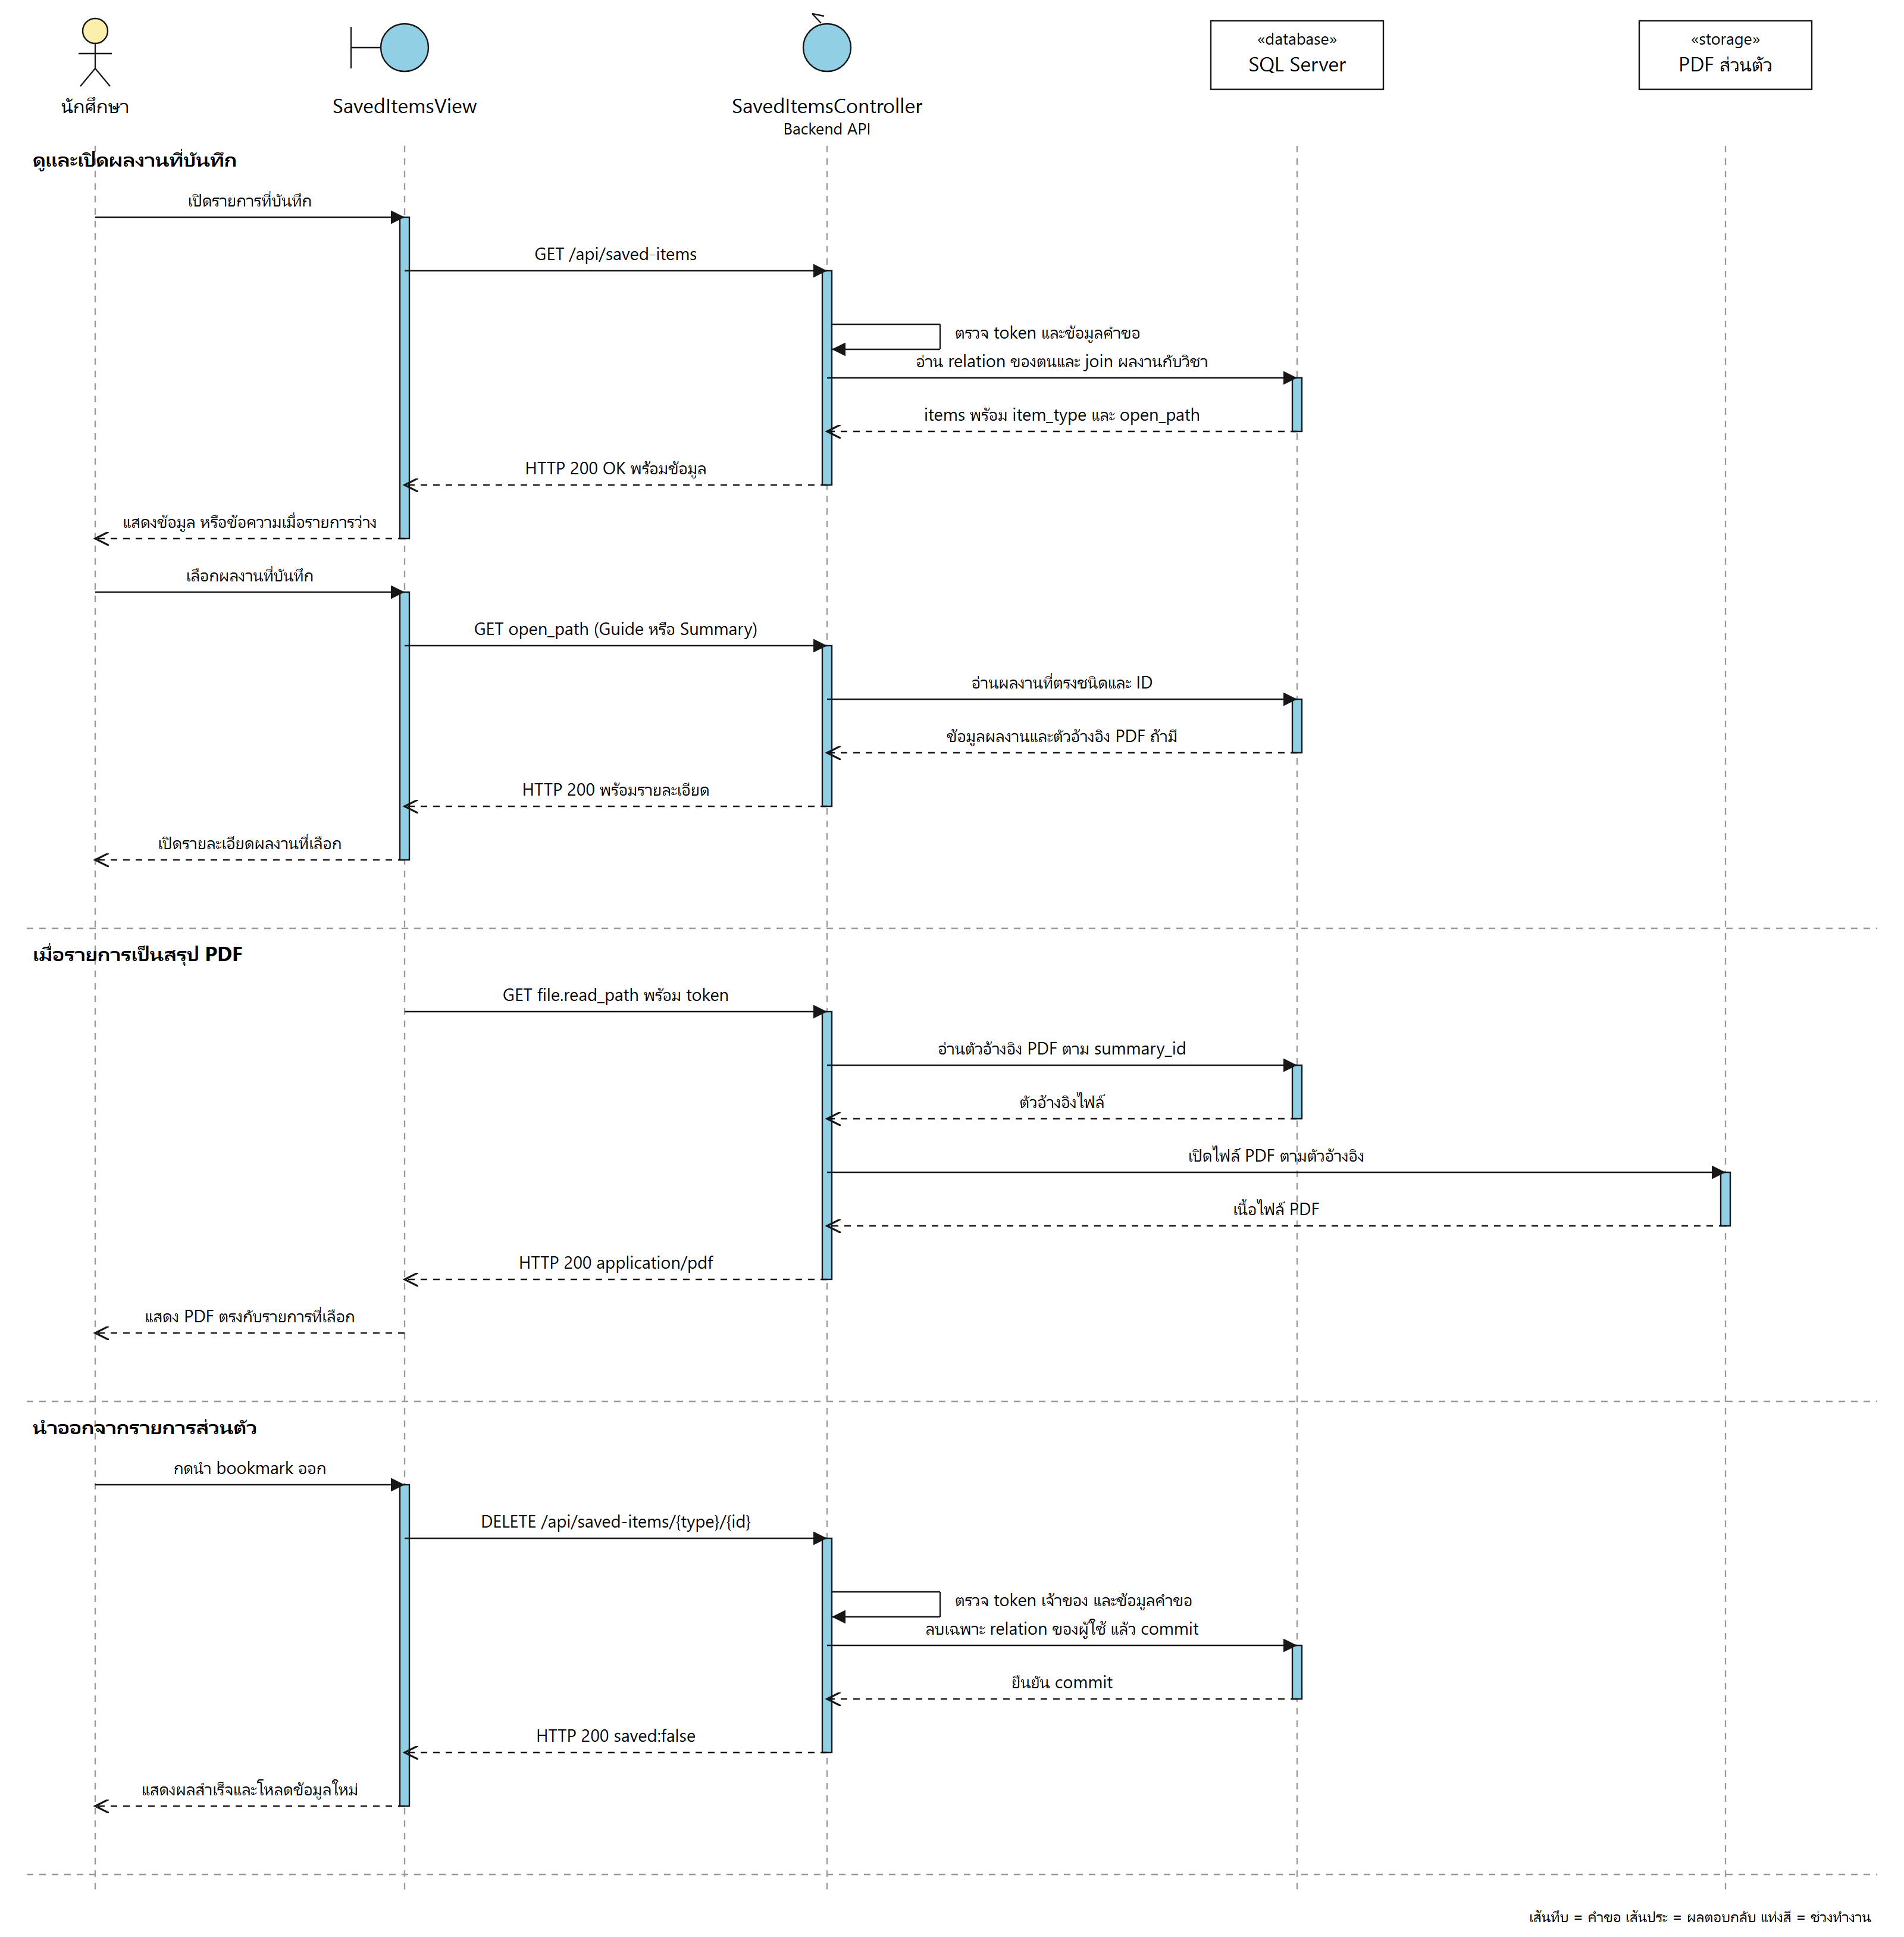 นักศึกษา
SavedItemsView
SavedItemsController
Backend API
«database»
SQL Server
«storage»
PDF ส่วนตัว
ดูและเปิดผลงานที่บันทึก
เปิดรายการที่บันทึก
GET /api/saved-items
ตรวจ token และข้อมูลคำขอ
อ่าน relation ของตนและ join ผลงานกับวิชา
items พร้อม item_type และ open_path
HTTP 200 OK พร้อมข้อมูล
แสดงข้อมูล หรือข้อความเมื่อรายการว่าง
เลือกผลงานที่บันทึก
GET open_path (Guide หรือ Summary)
อ่านผลงานที่ตรงชนิดและ ID
ข้อมูลผลงานและตัวอ้างอิง PDF ถ้ามี
HTTP 200 พร้อมรายละเอียด
เปิดรายละเอียดผลงานที่เลือก
เมื่อรายการเป็นสรุป PDF
GET file.read_path พร้อม token
อ่านตัวอ้างอิง PDF ตาม summary_id
ตัวอ้างอิงไฟล์
เปิดไฟล์ PDF ตามตัวอ้างอิง
เนื้อไฟล์ PDF
HTTP 200 application/pdf
แสดง PDF ตรงกับรายการที่เลือก
นำออกจากรายการส่วนตัว
กดนำ bookmark ออก
DELETE /api/saved-items/{type}/{id}
ตรวจ token เจ้าของ และข้อมูลคำขอ
ลบเฉพาะ relation ของผู้ใช้ แล้ว commit
ยืนยัน commit
HTTP 200 saved:false
แสดงผลสำเร็จและโหลดข้อมูลใหม่
เส้นทึบ = คำขอ เส้นประ = ผลตอบกลับ แท่งสี = ช่วงทำงาน